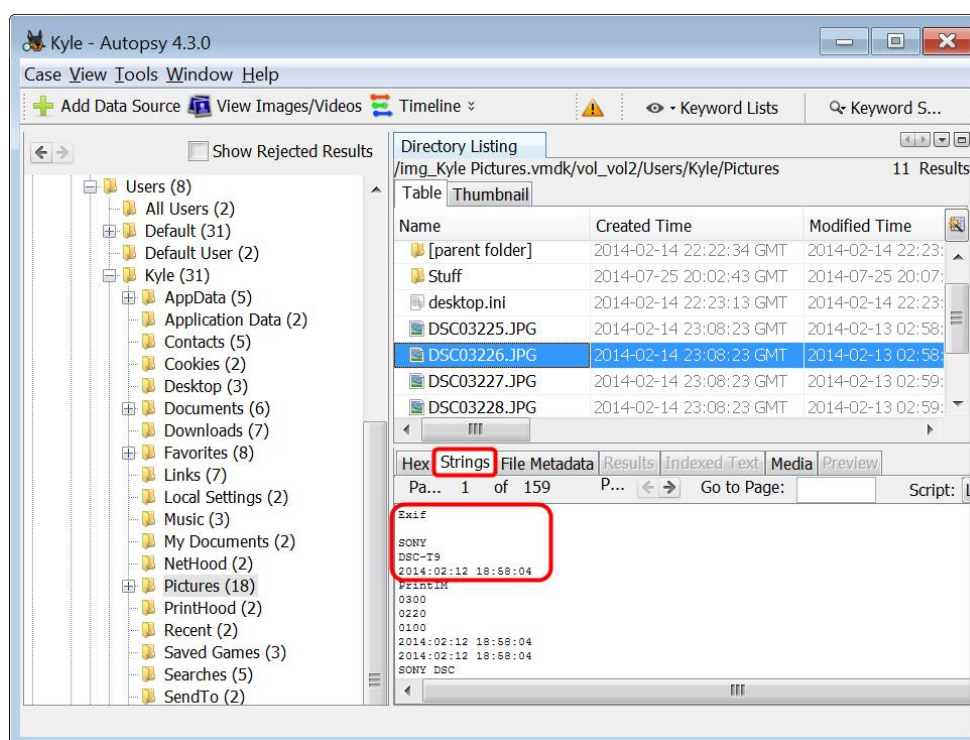 Kyle - Autopsy 4.3.0
Case View Tools Window Help
Add Data Source View Images/Videos Timeline Keyword Lists Keyword S...
Show Rejected Results
Users (8)
All Users (2)
Default (31)
Default User (2)
Kyle (31)
AppData (5)
Application Data (2)
Contacts (5)
Cookies (2)
Desktop (3)
Documents (6)
Downloads (7)
Favorites (8)
Links (7)
Local Settings (2)
Music (3)
My Documents (2)
NetHood (2)
Pictures (18)
PrintHood (2)
Recent (2)
Saved Games (3)
Searches (5)
SendTo (2)
Directory Listing
/img_Kyle Pictures.vmdk/vol_vol2/Users/Kyle/Pictures 11 Results
Table Thumbnail
Name Created Time Modified Time
[parent folder] 2014-02-14 22:22:34 GMT 2014-02-14 22:23:
Stuff 2014-07-25 20:02:43 GMT 2014-07-25 20:07:
desktop.ini 2014-02-14 22:23:13 GMT 2014-02-14 22:23:
DSC03225.JPG 2014-02-14 23:08:23 GMT 2014-02-13 02:58:
DSC03226.JPG 2014-02-14 23:08:23 GMT 2014-02-13 02:58:
DSC03227.JPG 2014-02-14 23:08:23 GMT 2014-02-13 02:59:
DSC03228.JPG 2014-02-14 23:08:23 GMT 2014-02-13 02:59:
Hex Strings File Metadata Results Indexed Text Media Preview
Pa... 1 of 159 P... Go to Page: Script: L
Exif
SONY
DSC-T9
2014:02:12 18:58:04
PrintIM
0300
0220
0100
2014:02:12 18:58:04
2014:02:12 18:58:04
SONY DSC